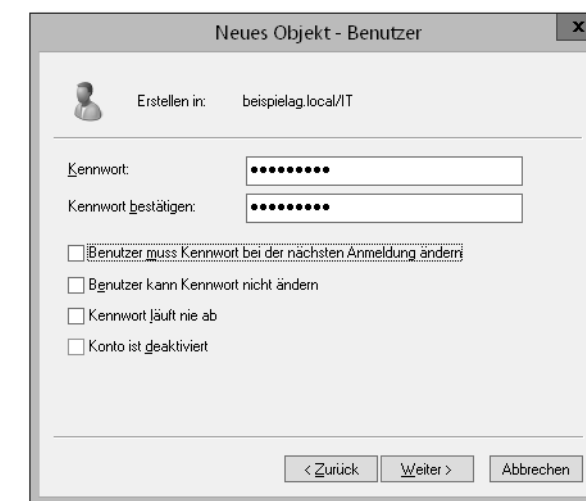 Neues Objekt - Benutzer
x
Erstellen in: beispielag.local/IT
Kennwort: •••••••••
Kennwort bestätigen: •••••••••
Benutzer muss Kennwort bei der nächsten Anmeldung ändern
Benutzer kann Kennwort nicht ändern
Kennwort läuft nie ab
Konto ist deaktiviert
< Zurück Weiter > Abbrechen